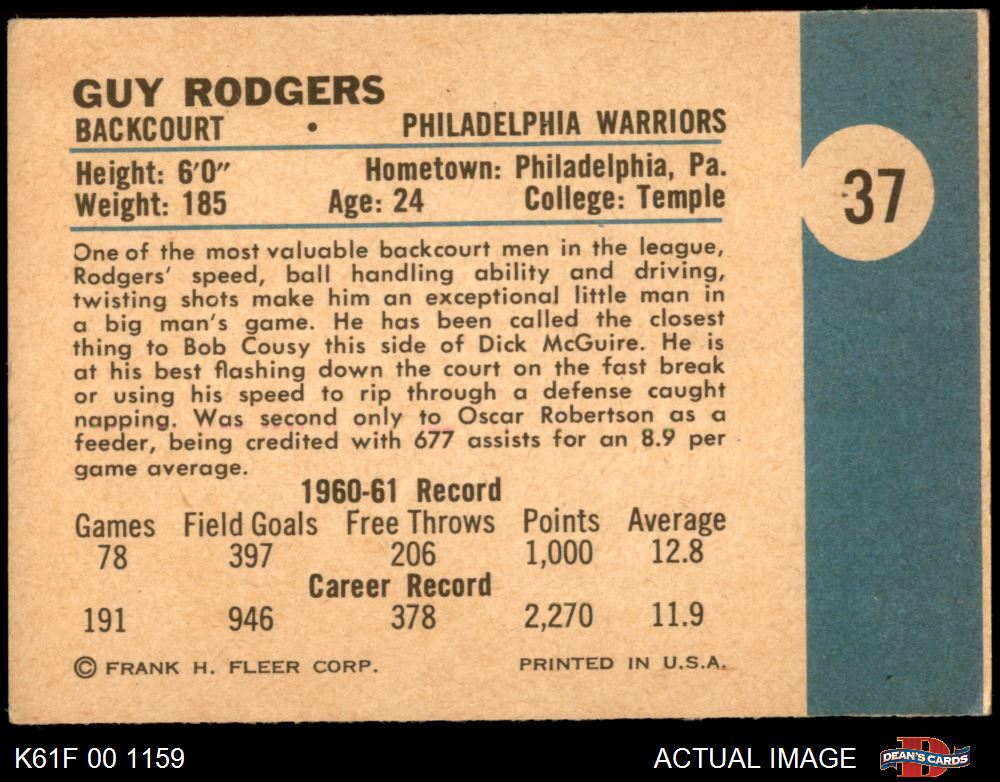 GUY RODGERS
BACKCOURT • PHILADELPHIA WARRIORS
Height: 6'0" Hometown: Philadelphia, Pa.
Weight: 185 Age: 24 College: Temple
37
One of the most valuable backcourt men in the league,
Rodgers' speed, ball handling ability and driving,
twisting shots make him an exceptional little man in
a big man's game. He has been called the closest
thing to Bob Cousy this side of Dick McGuire. He is
at his best flashing down the court on the fast break
or using his speed to rip through a defense caught
napping. Was second only to Oscar Robertson as a
feeder, being credited with 677 assists for an 8.9 per
game average.
1960-61 Record
Games Field Goals Free Throws Points Average
78 397 206 1,000 12.8
Career Record
191 946 378 2,270 11.9
© FRANK H. FLEER CORP. PRINTED IN U.S.A.
K61F 00 1159 ACTUAL IMAGE DEAN'S CARDS